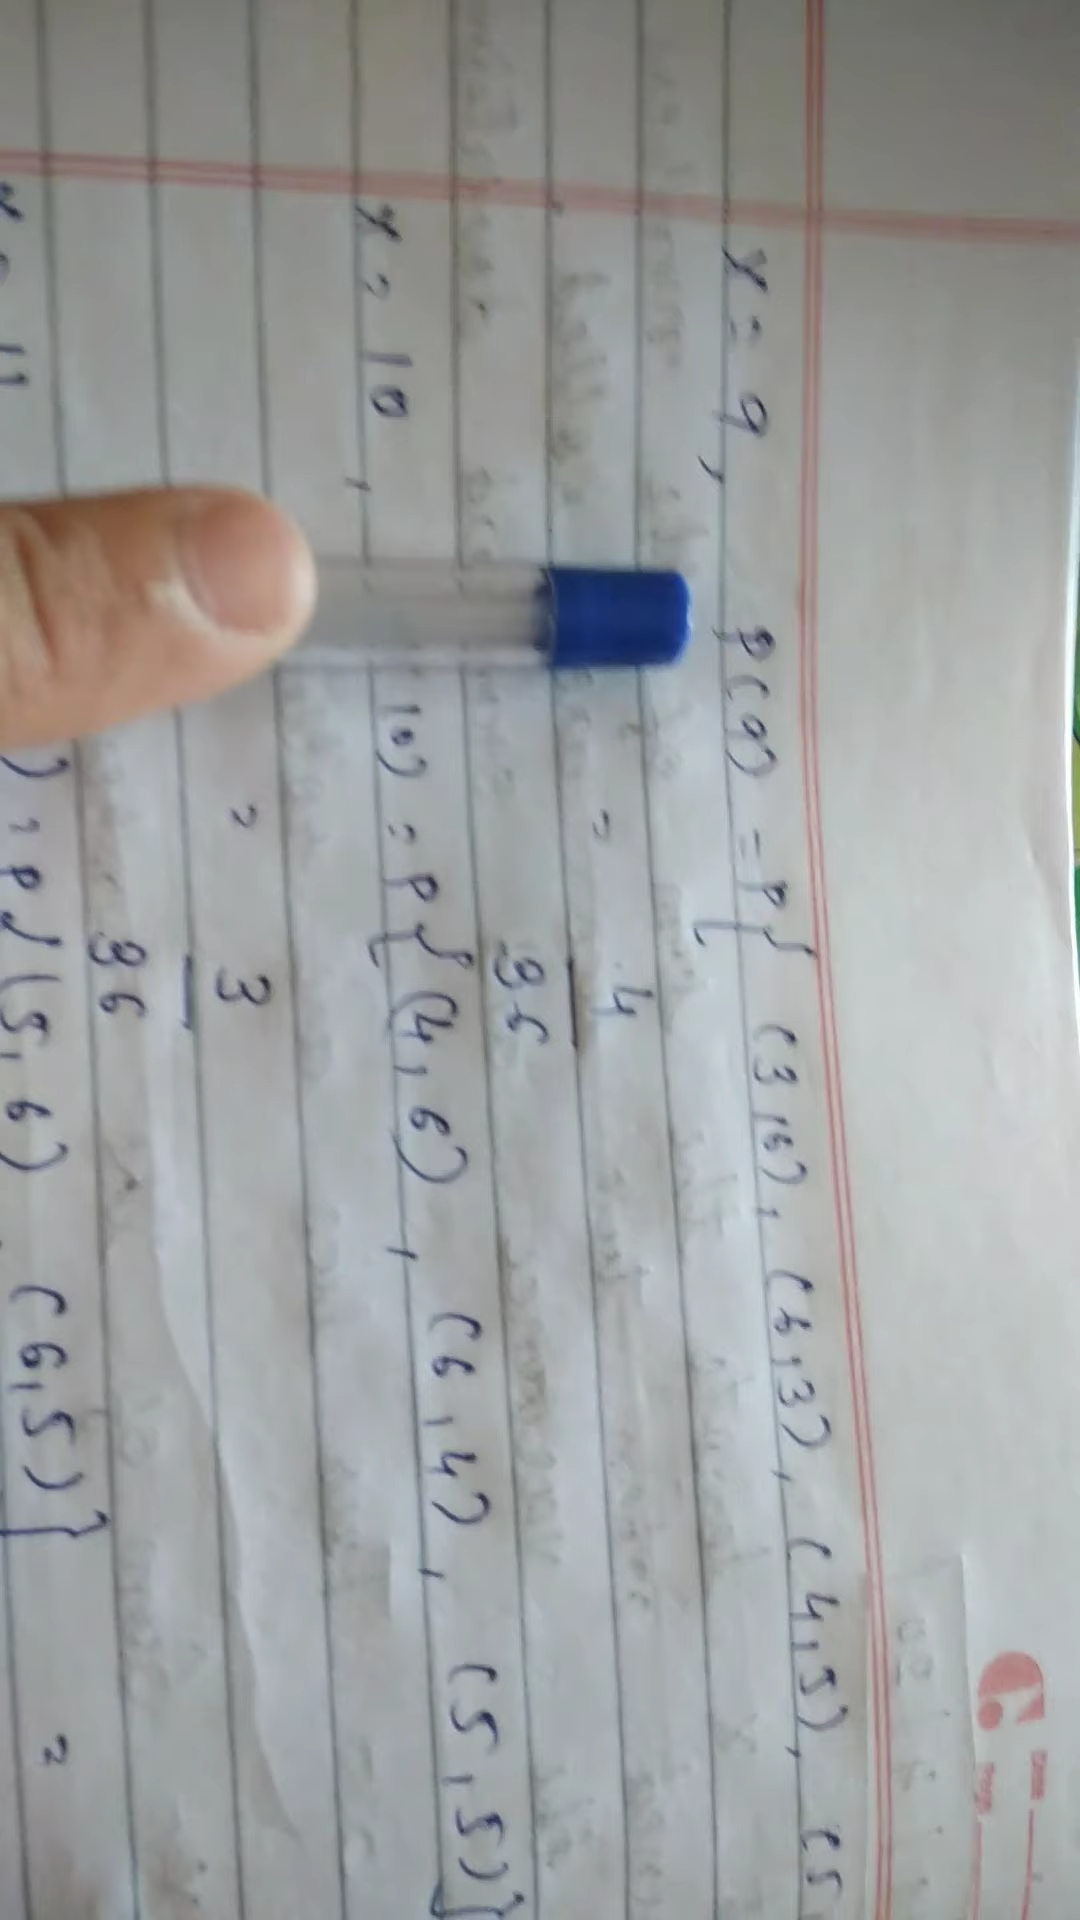 x = 9, P(9) = P{ (3,6), (6,3), (4,5), (5
= 4
36
x = 10, 10) = P{(4,6), (6,4), (5,5)}
= 3
36
x = 11 ) = P{(5,6) (6,5)} =